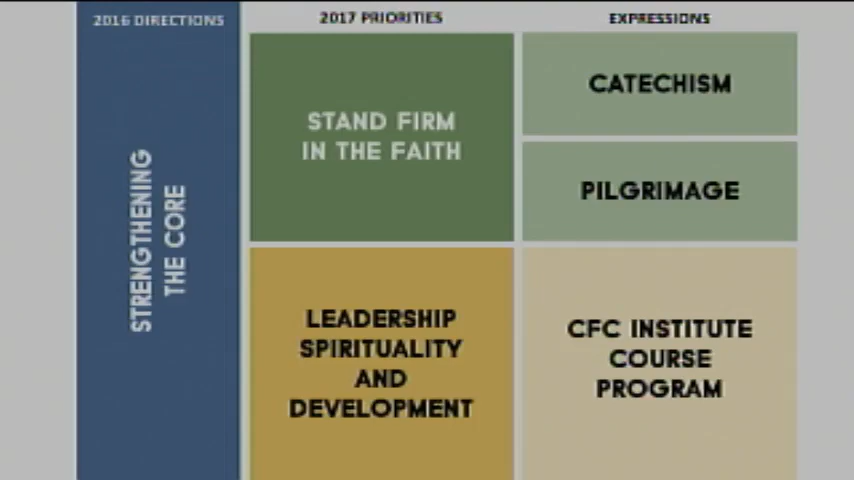 2016 DIRECTIONS
2017 PRIORITIES
EXPRESSIONS
STRENGTHENING
THE CORE
STAND FIRM
IN THE FAITH
CATECHISM
PILGRIMAGE
LEADERSHIP
SPIRITUALITY
AND
DEVELOPMENT
CFC INSTITUTE
COURSE
PROGRAM